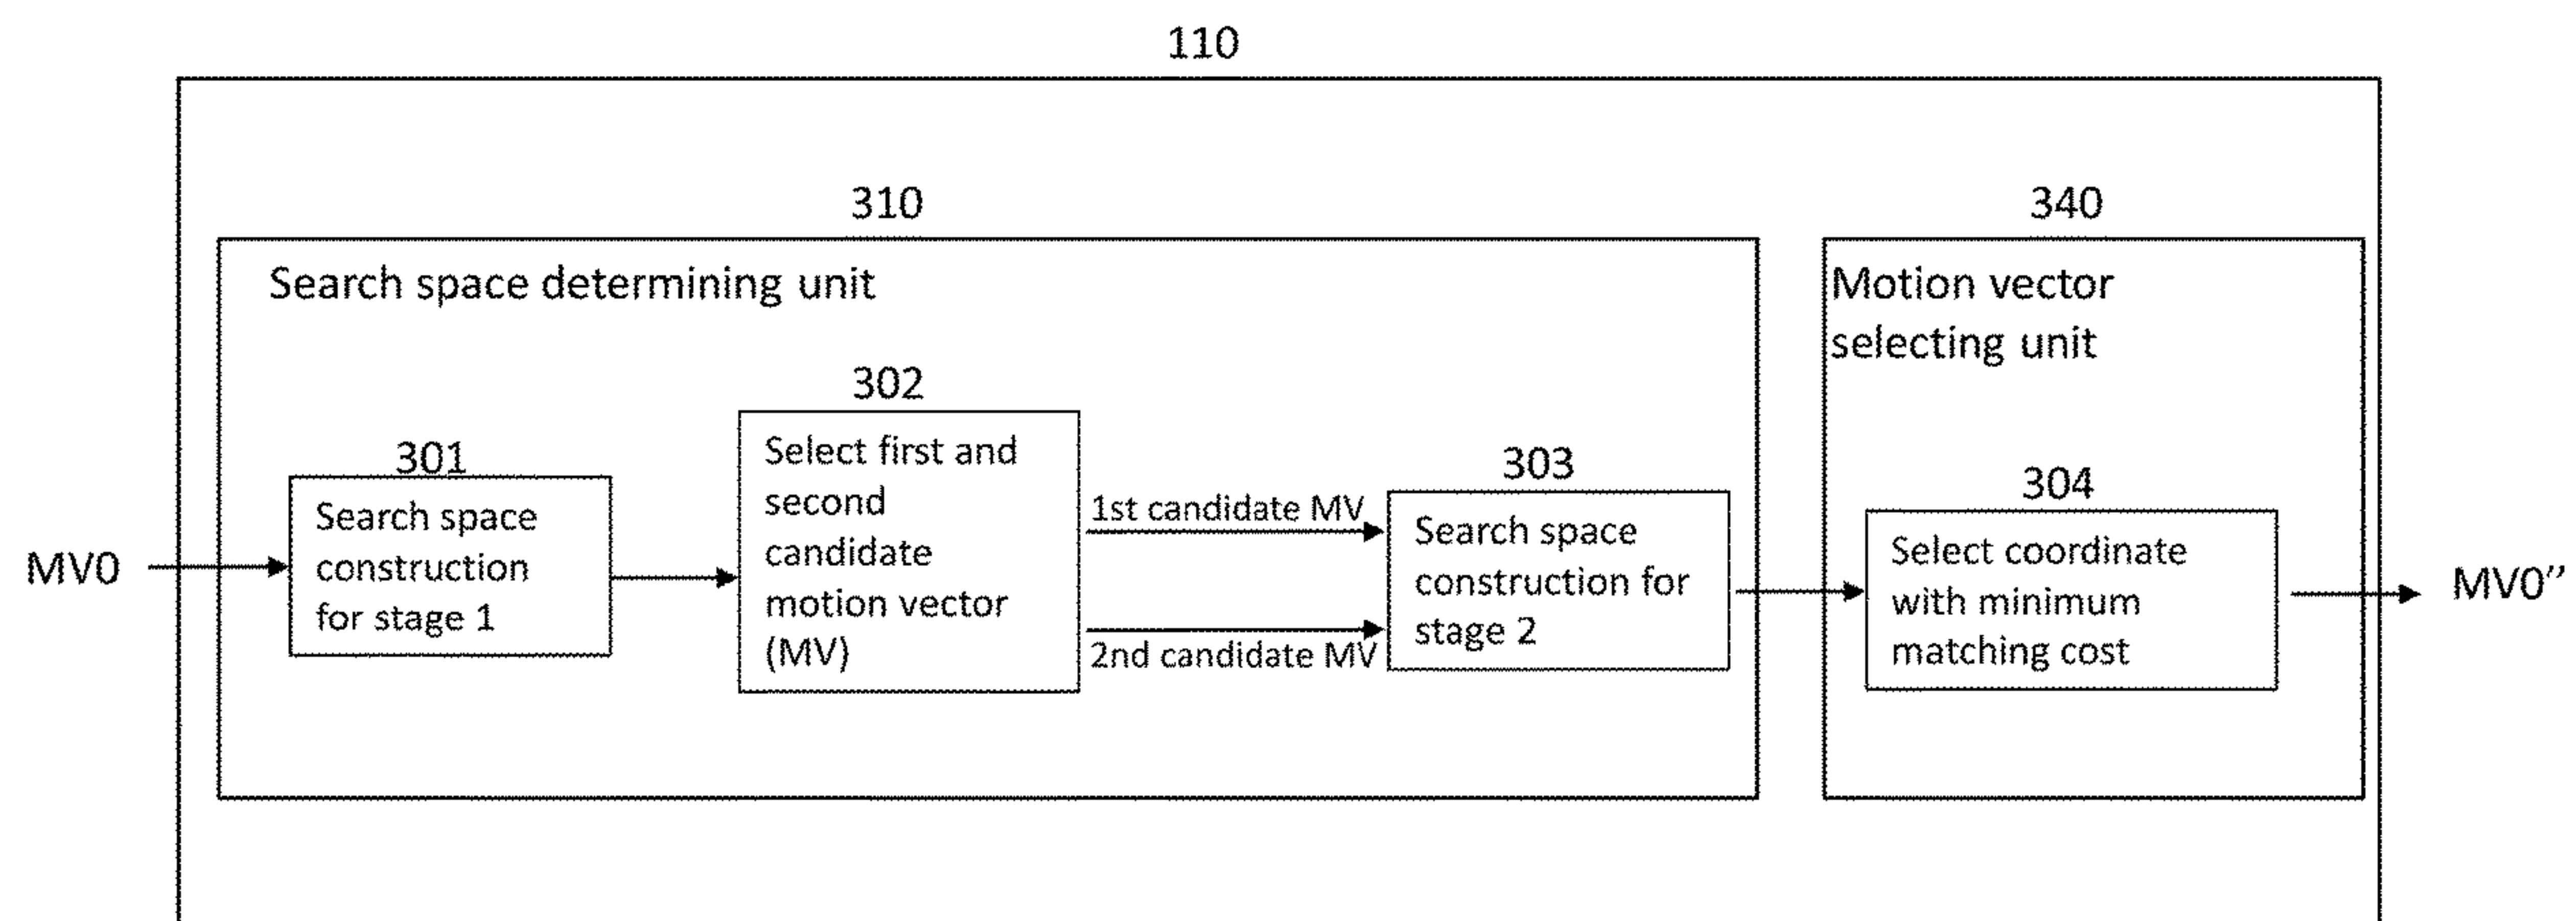 110
310
340
Search space determining unit
Motion vector
selecting unit
302
301
303
304
Search space
construction
for stage 1
Select first and
second
candidate
motion vector
(MV)
1st candidate MV
2nd candidate MV
Search space
construction for
stage 2
Select coordinate
with minimum
matching cost
MV0
MV0''